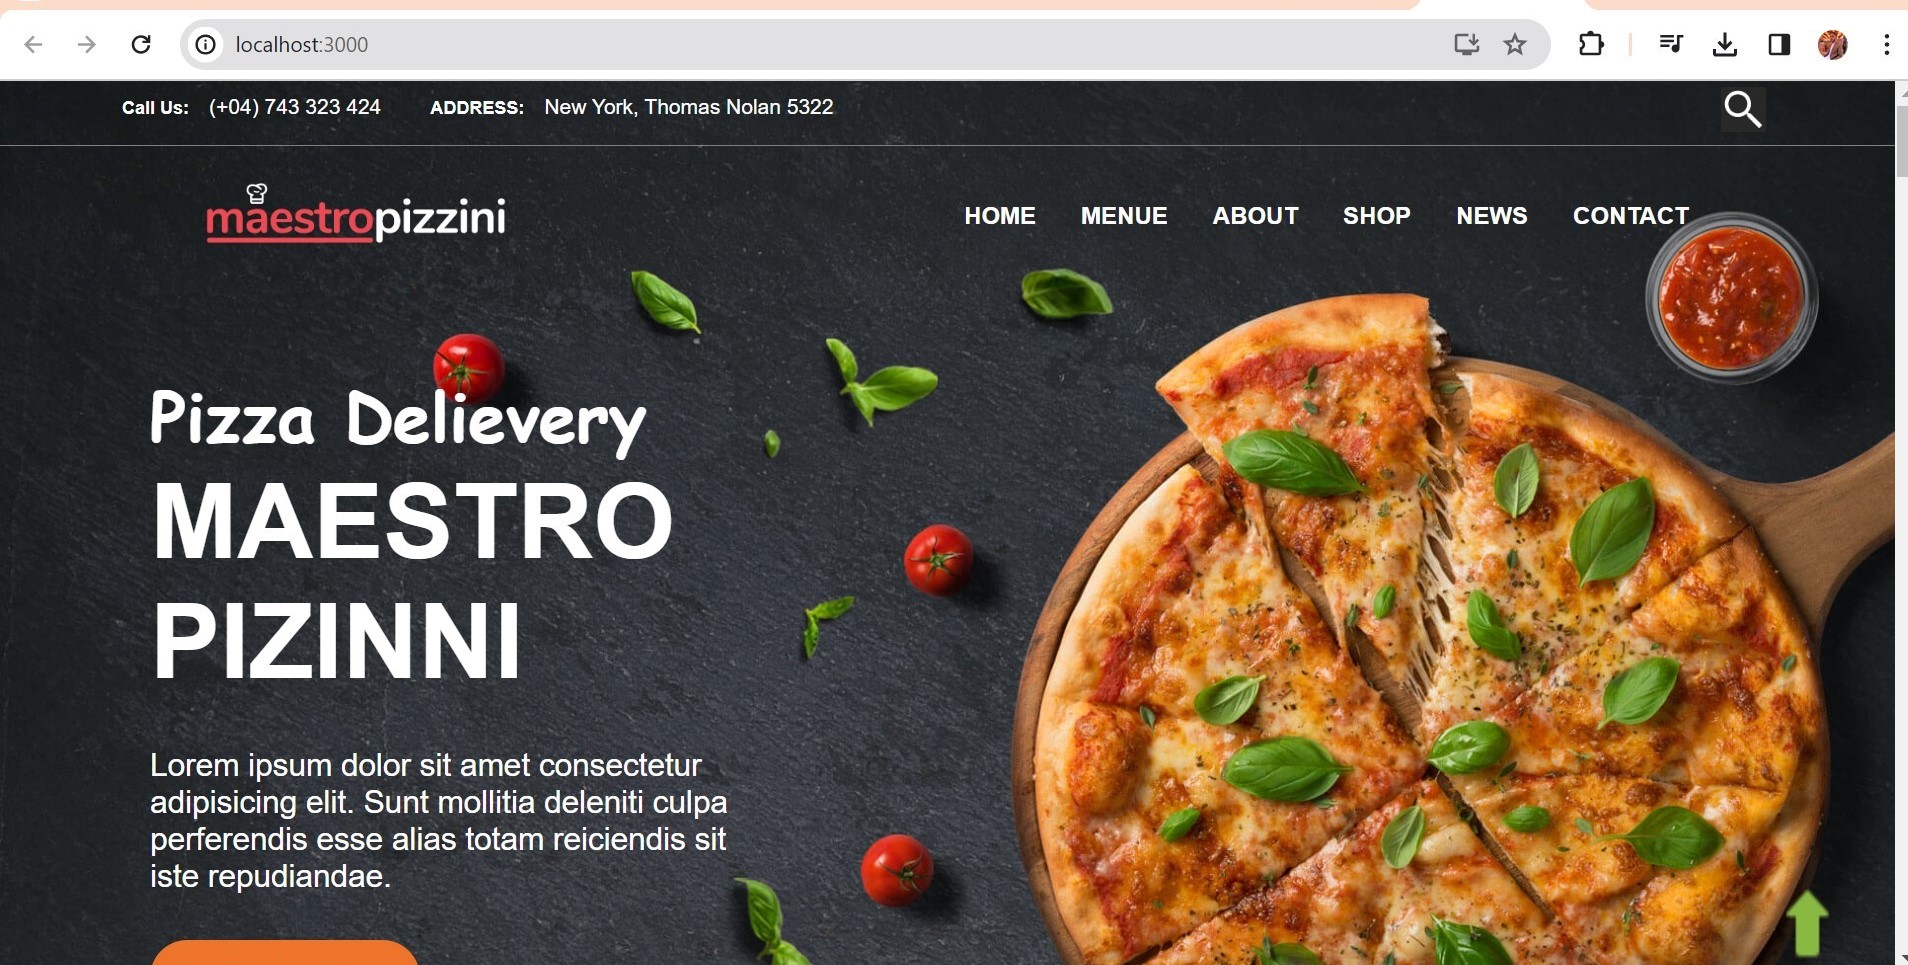 localhost:3000
Call Us: (+04) 743 323 424 ADDRESS: New York, Thomas Nolan 5322
maestropizzini
HOME MENUE ABOUT SHOP NEWS CONTACT
Pizza Delievery
MAESTRO
PIZINNI
Lorem ipsum dolor sit amet consectetur
adipisicing elit. Sunt mollitia deleniti culpa
perferendis esse alias totam reiciendis sit
iste repudiandae.